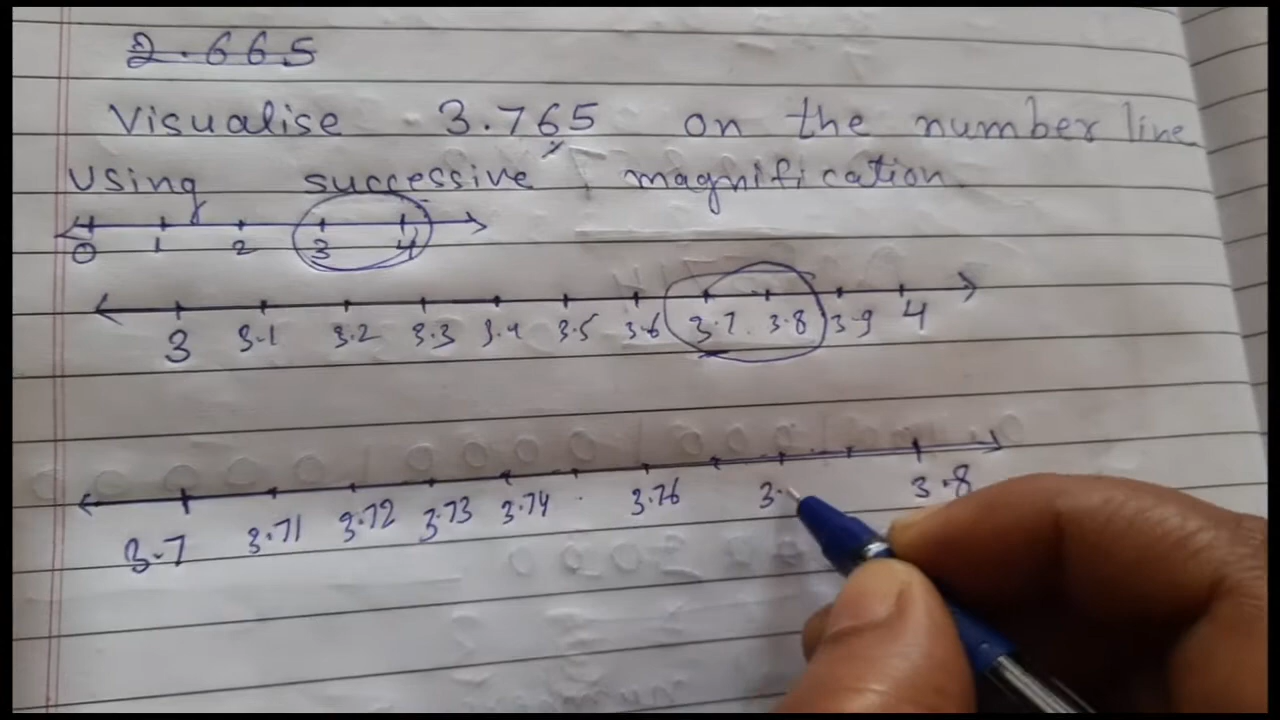 2.665
Visualise 3.765 on the number line
using successive magnification
0 1 2 3 4
3 3.1 3.2 3.3 3.4 3.5 3.6 3.7 3.8 3.9 4
3.7 3.71 3.72 3.73 3.74 3.76 3. 3.8